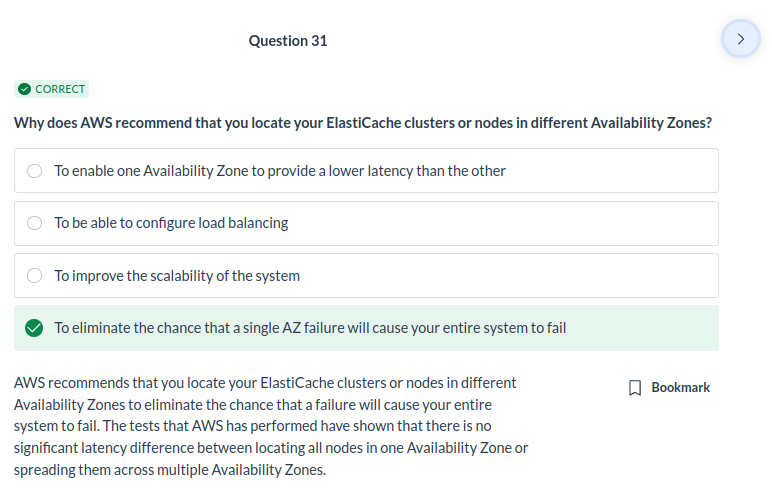 Question 31
CORRECT
Why does AWS recommend that you locate your ElastiCache clusters or nodes in different Availability Zones?
To enable one Availability Zone to provide a lower latency than the other
To be able to configure load balancing
To improve the scalability of the system
To eliminate the chance that a single AZ failure will cause your entire system to fail
AWS recommends that you locate your ElastiCache clusters or nodes in different
Availability Zones to eliminate the chance that a failure will cause your entire
system to fail. The tests that AWS has performed have shown that there is no
significant latency difference between locating all nodes in one Availability Zone or
spreading them across multiple Availability Zones.
Bookmark